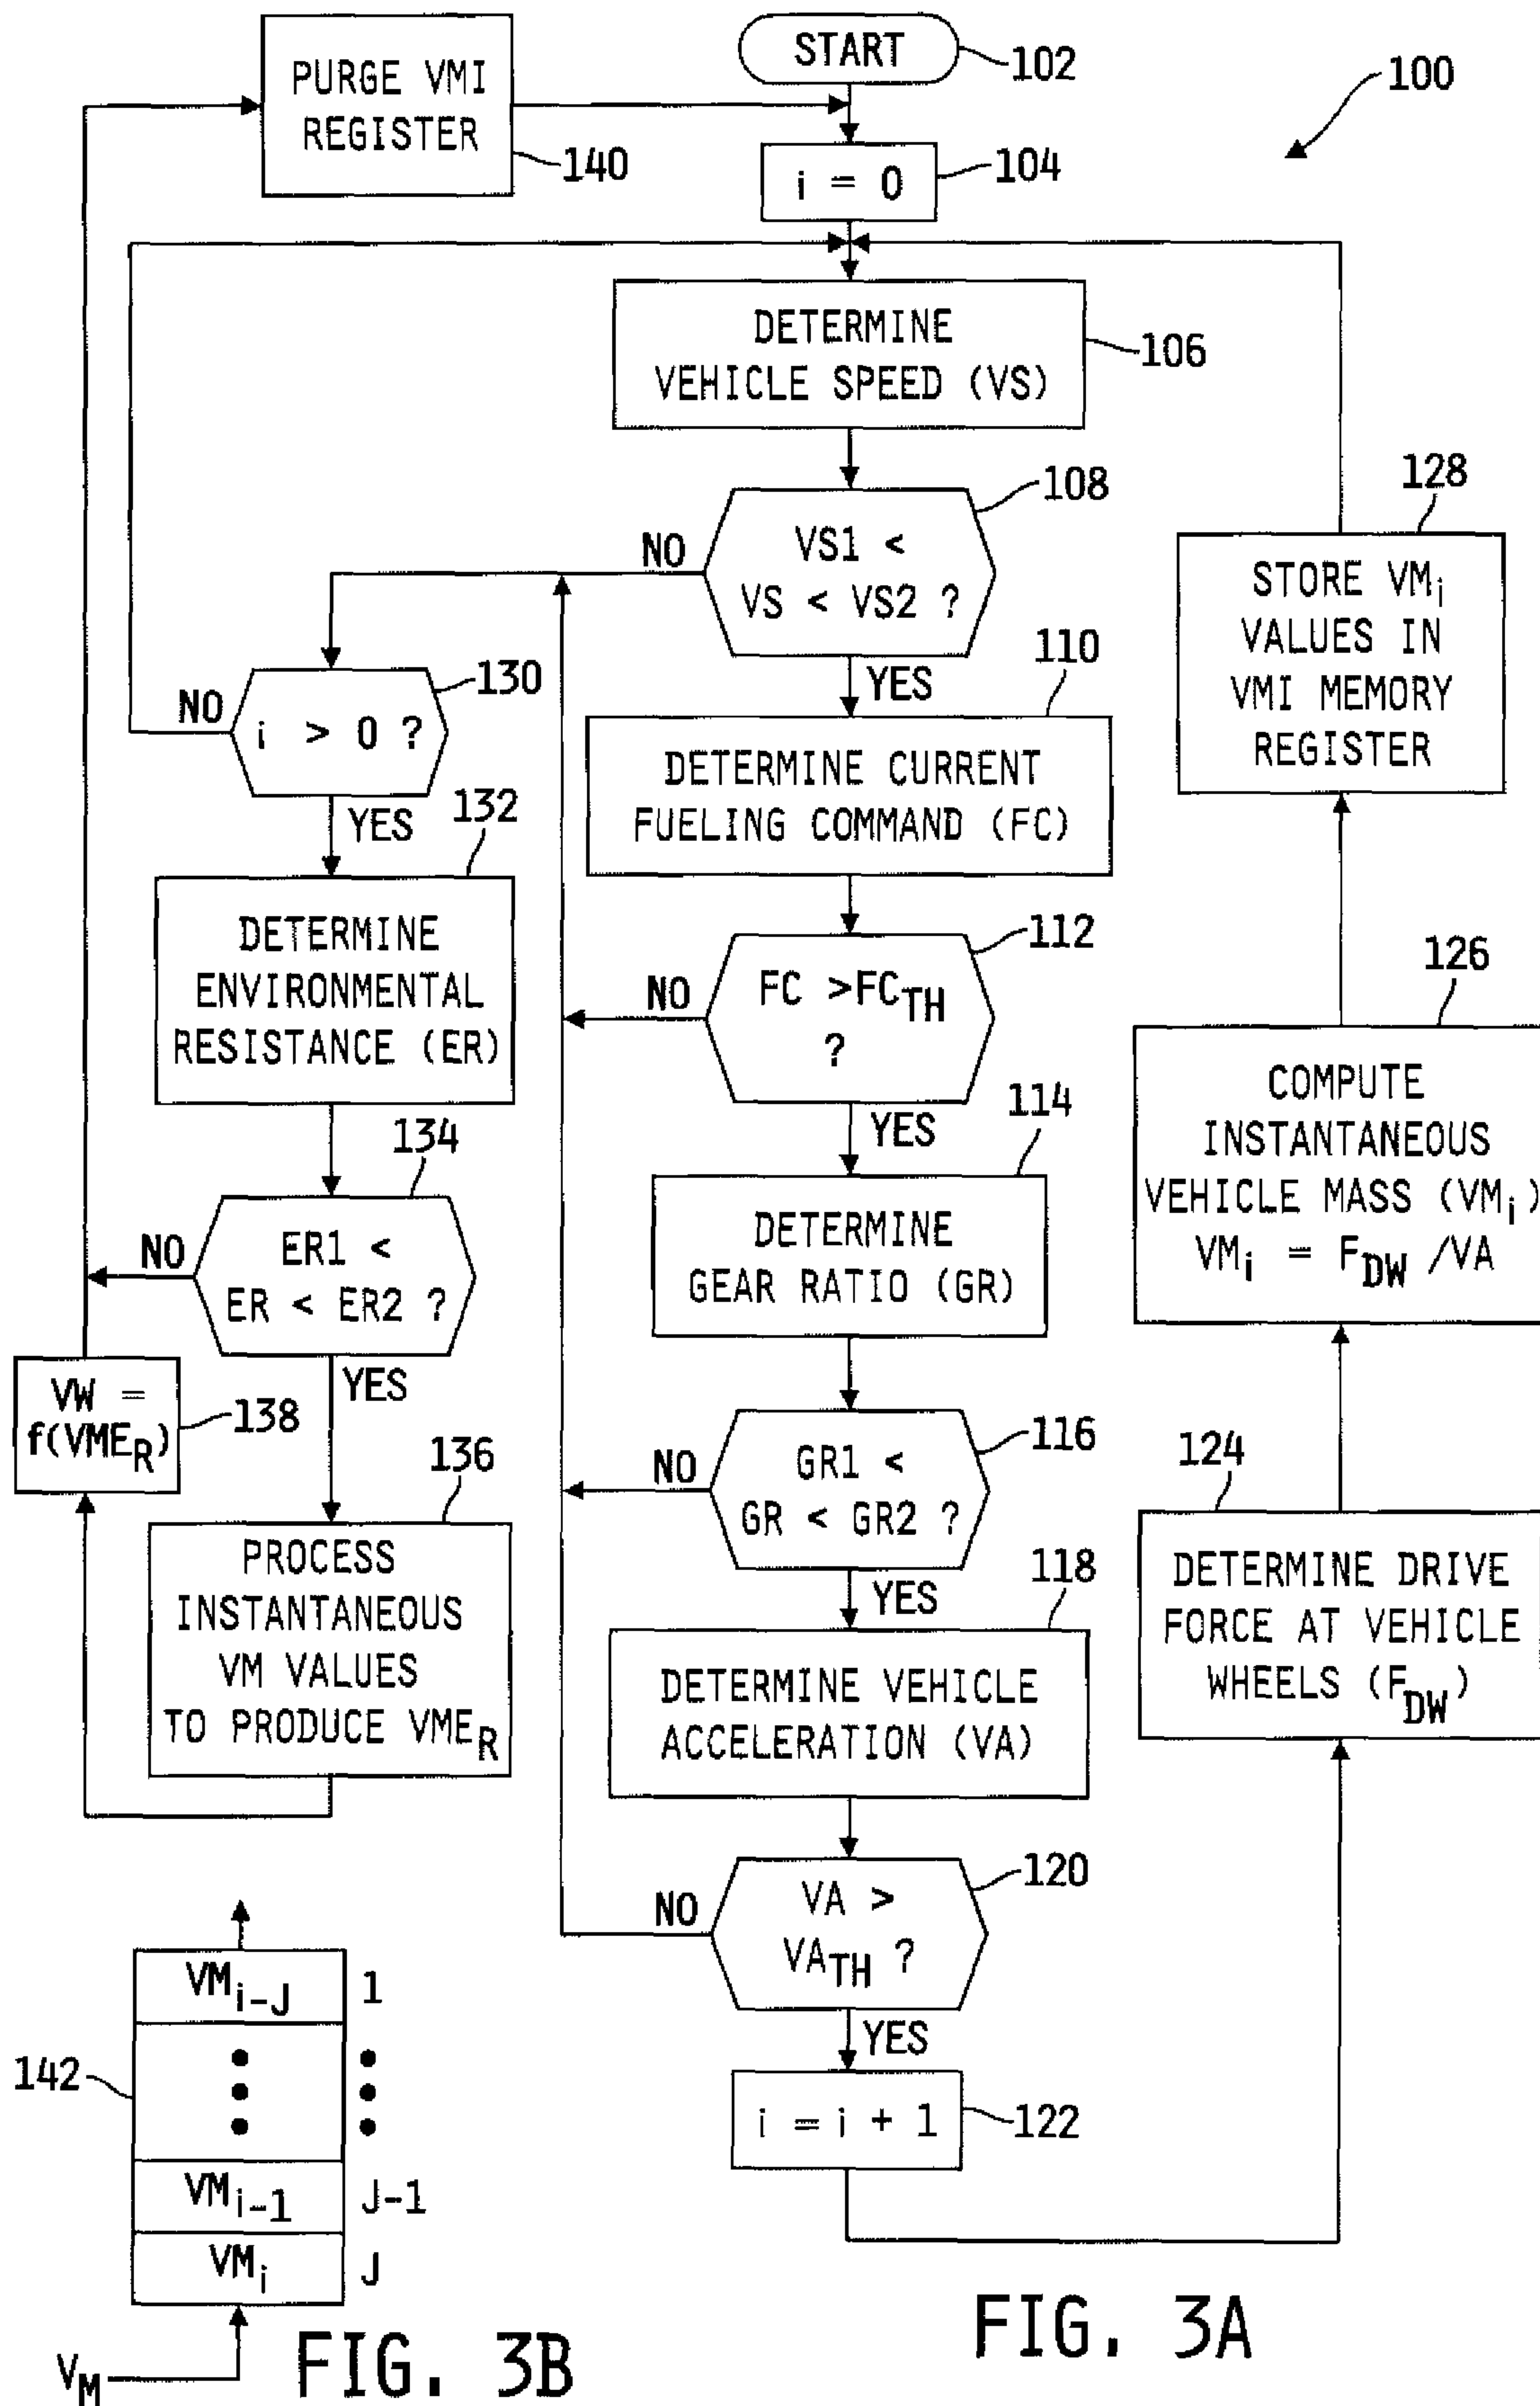 START
102
100
PURGE VMI
REGISTER
140
i = 0
104
DETERMINE
VEHICLE SPEED (VS)
106
VS1 <
VS < VS2 ?
108
NO
YES
DETERMINE CURRENT
FUELING COMMAND (FC)
110
FC >FCTH
?
112
NO
YES
DETERMINE
GEAR RATIO (GR)
114
GR1 <
GR < GR2 ?
116
NO
YES
DETERMINE VEHICLE
ACCELERATION (VA)
118
VA >
VATH ?
120
NO
YES
i = i + 1
122
DETERMINE DRIVE
FORCE AT VEHICLE
WHEELS (FDW)
124
COMPUTE
INSTANTANEOUS
VEHICLE MASS (VMi)
VMi = FDW /VA
126
STORE VMi
VALUES IN
VMI MEMORY
REGISTER
128
i > 0 ?
130
NO
YES
DETERMINE
ENVIRONMENTAL
RESISTANCE (ER)
132
ER1 <
ER < ER2 ?
134
NO
YES
PROCESS
INSTANTANEOUS
VM VALUES
TO PRODUCE VMER
136
VW =
f(VMER)
138
VMi-J 1
142
VMi-1 J-1
VMi J
VM
FIG. 3B
FIG. 3A